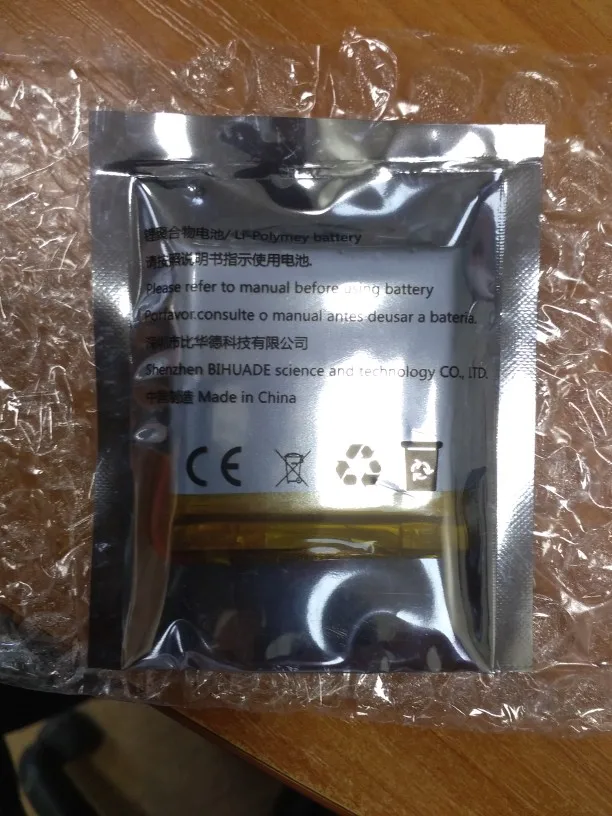 锂聚合物电池/ LI-Polymey battery
请按照说明书指示使用电池.
Please refer to manual before using battery
Porfavor.consulte o manual antes deusar a bateria.
深圳市比华德科技有限公司
Shenzhen BIHUADE science and technology CO., LTD.
中国制造 Made in China
CE